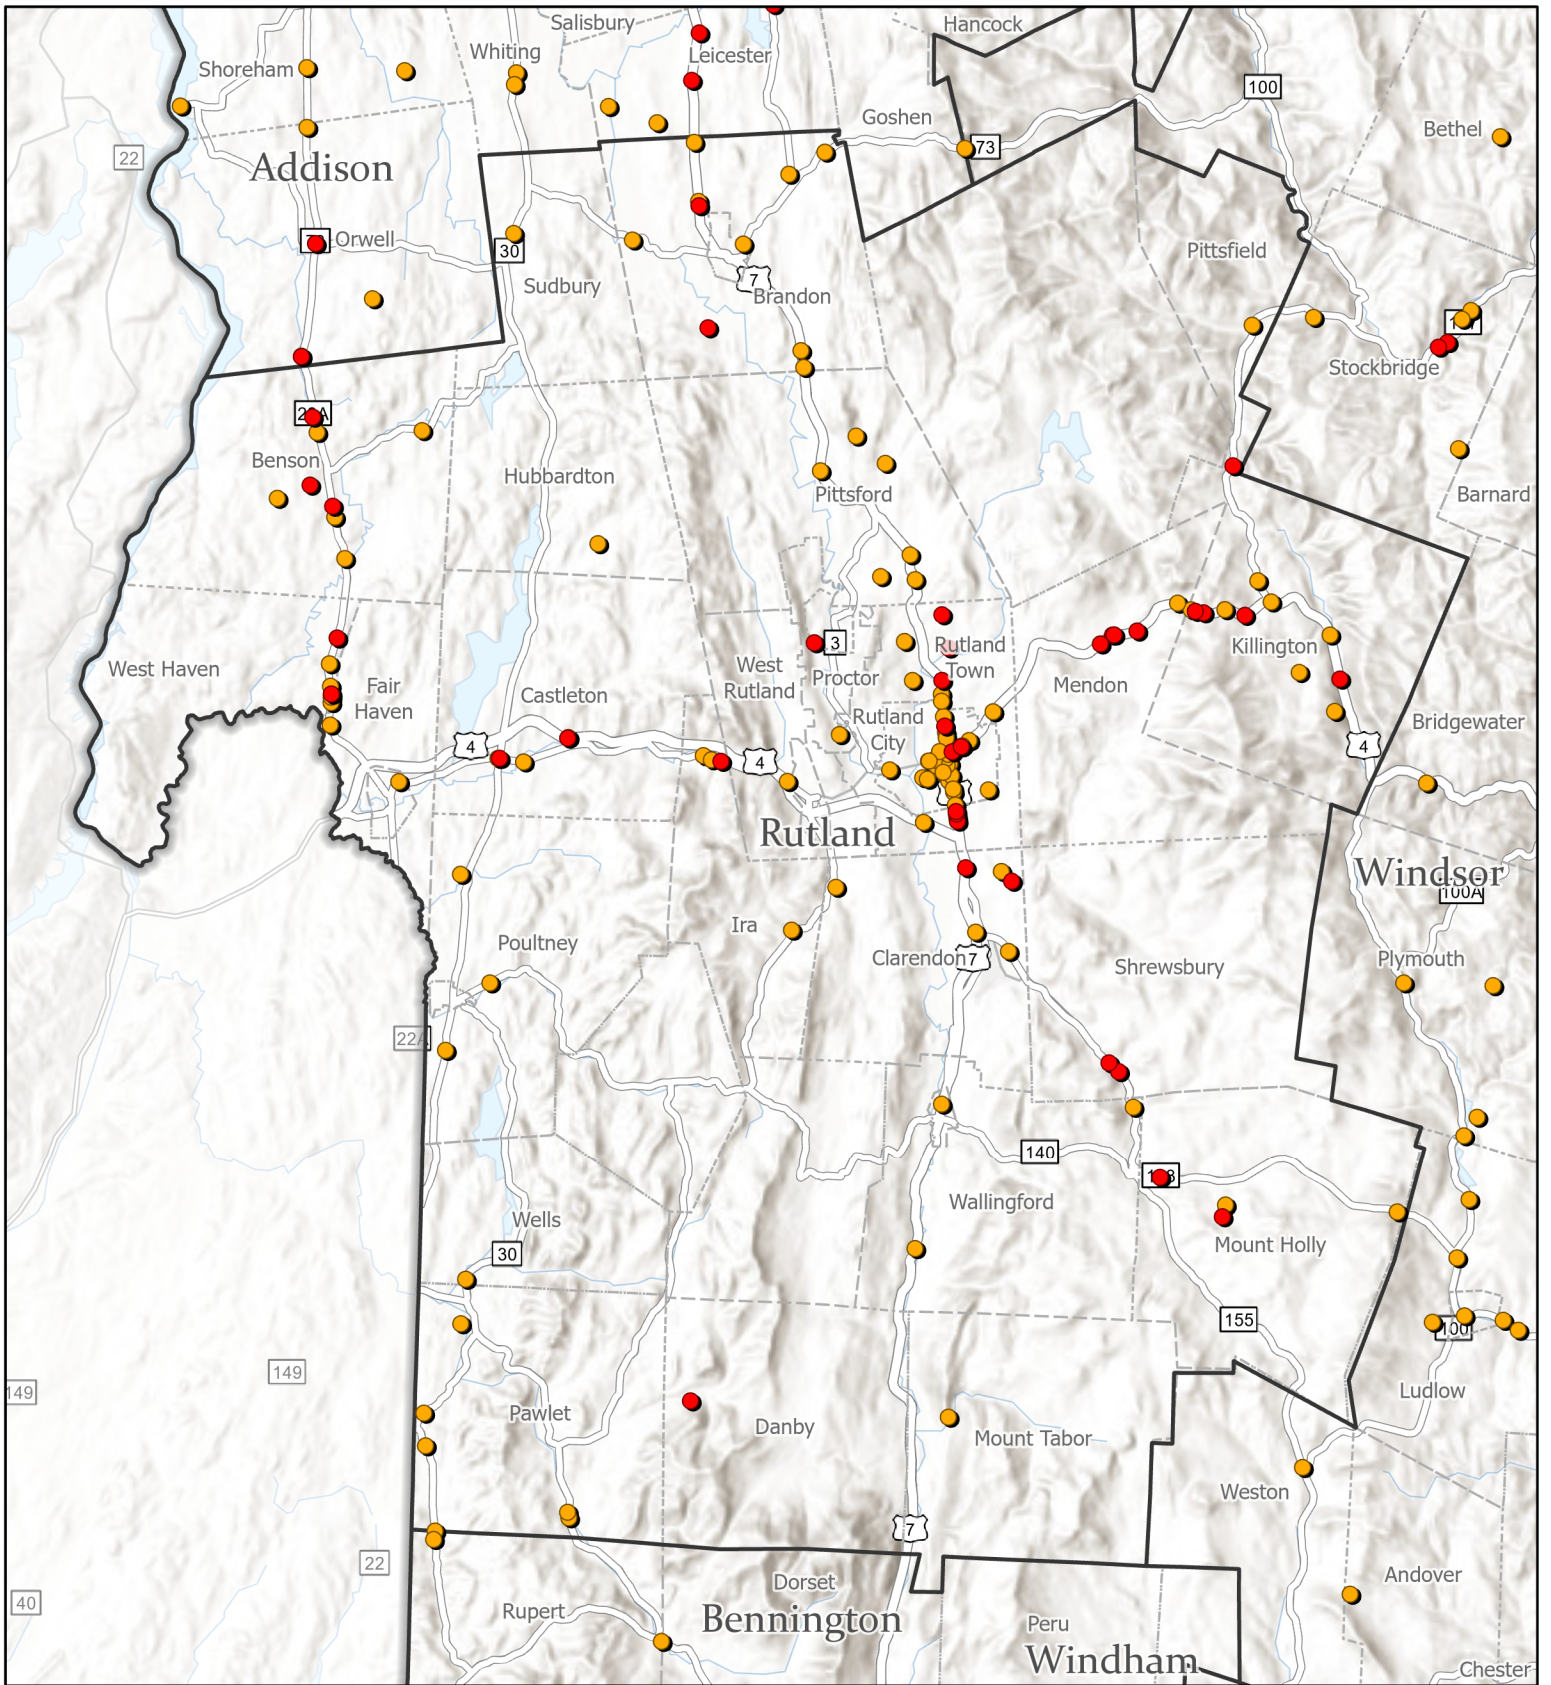 Salisbury
Hancock
Whiting
Leicester
Shoreham
100
Goshen
Bethel
73
22
Addison
Orwell
30
Pittsfield
Sudbury
7
Brandon
Stockbridge
Benson
Hubbardton
Pittsford
Barnard
3
Rutland
Town
West
Rutland
Proctor
Killington
West Haven
Fair
Haven
Castleton
Mendon
Rutland
City
Bridgewater
4
4
4
Rutland
Windsor
100A
Ira
Poultney
Clarendon
7
Shrewsbury
Plymouth
22A
140
Wallingford
Wells
30
Mount Holly
155
100
149
149
Ludlow
Pawlet
Danby
Mount Tabor
Weston
7
22
Dorset
Andover
40
Rupert
Bennington
Peru
Windham
Chester